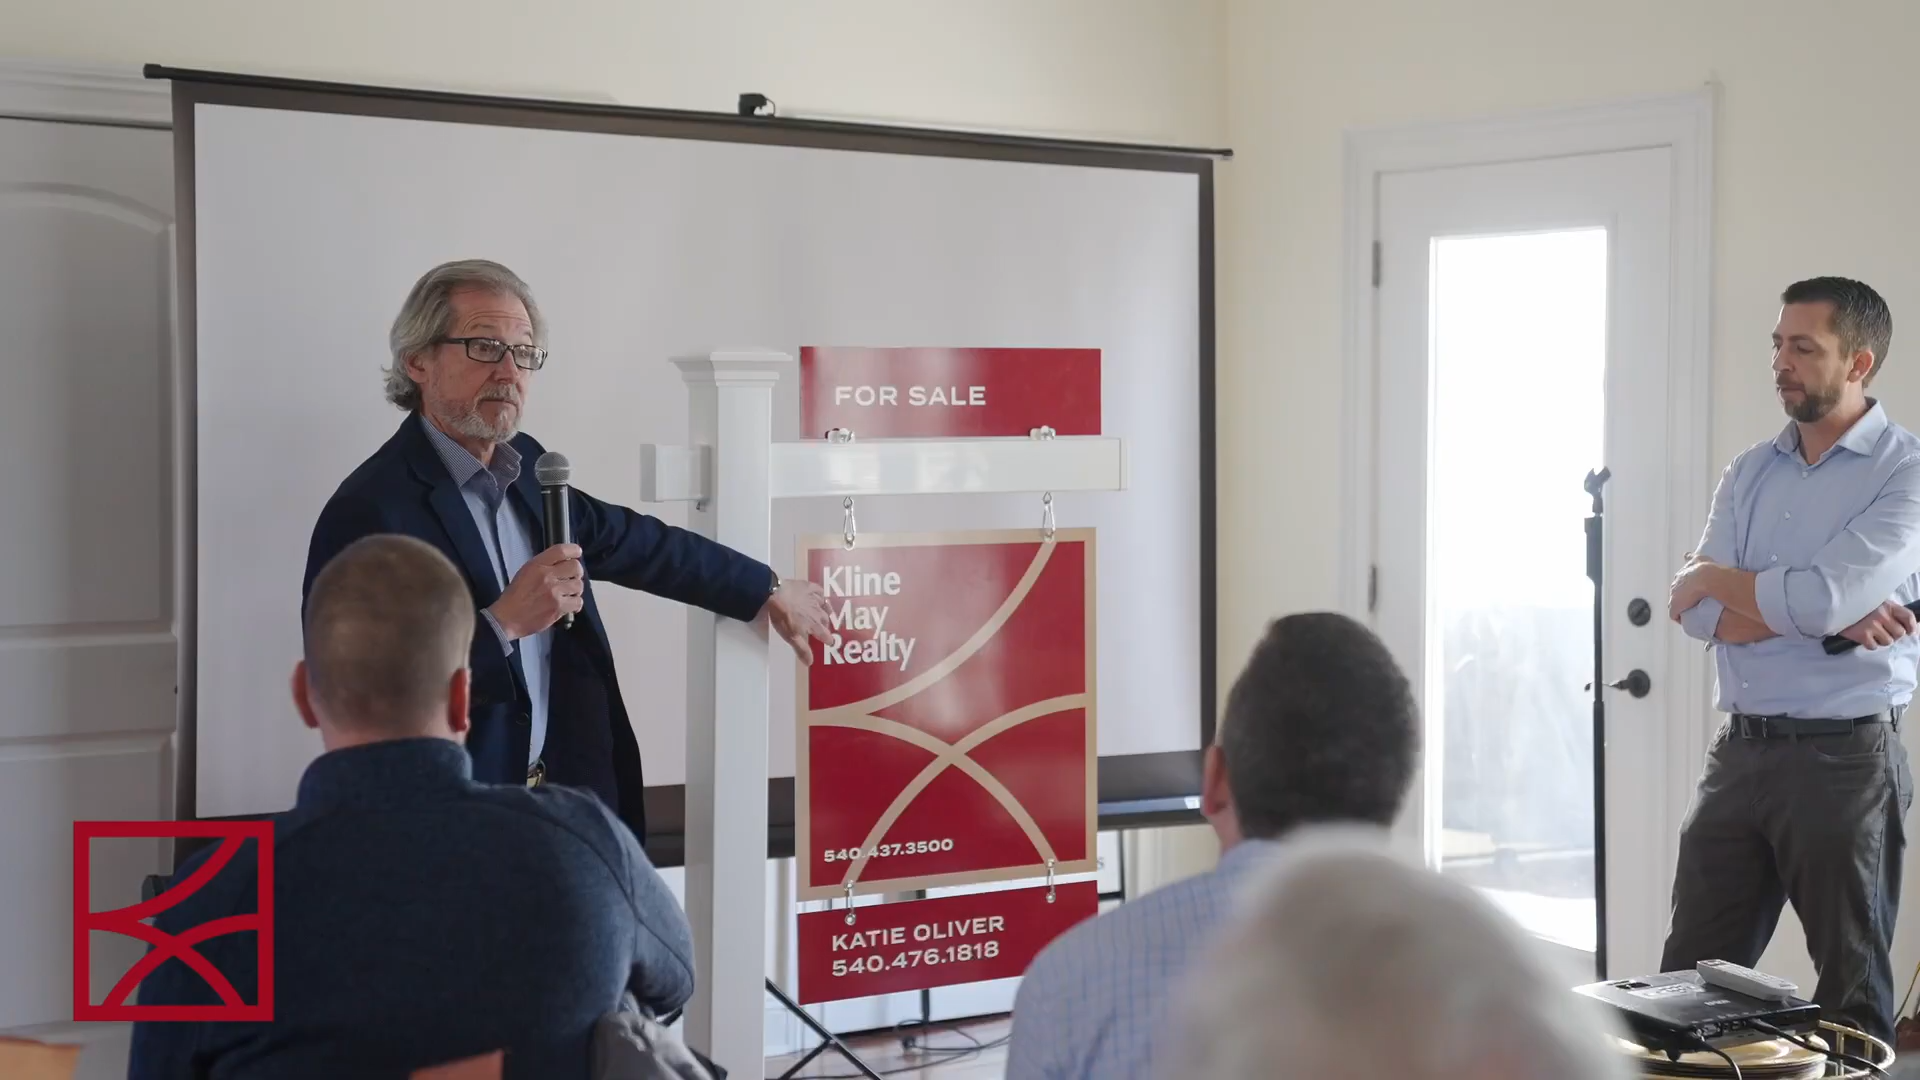 FOR SALE
Kline
May
Realty
540.437.3500
KATIE OLIVER
540.476.1818